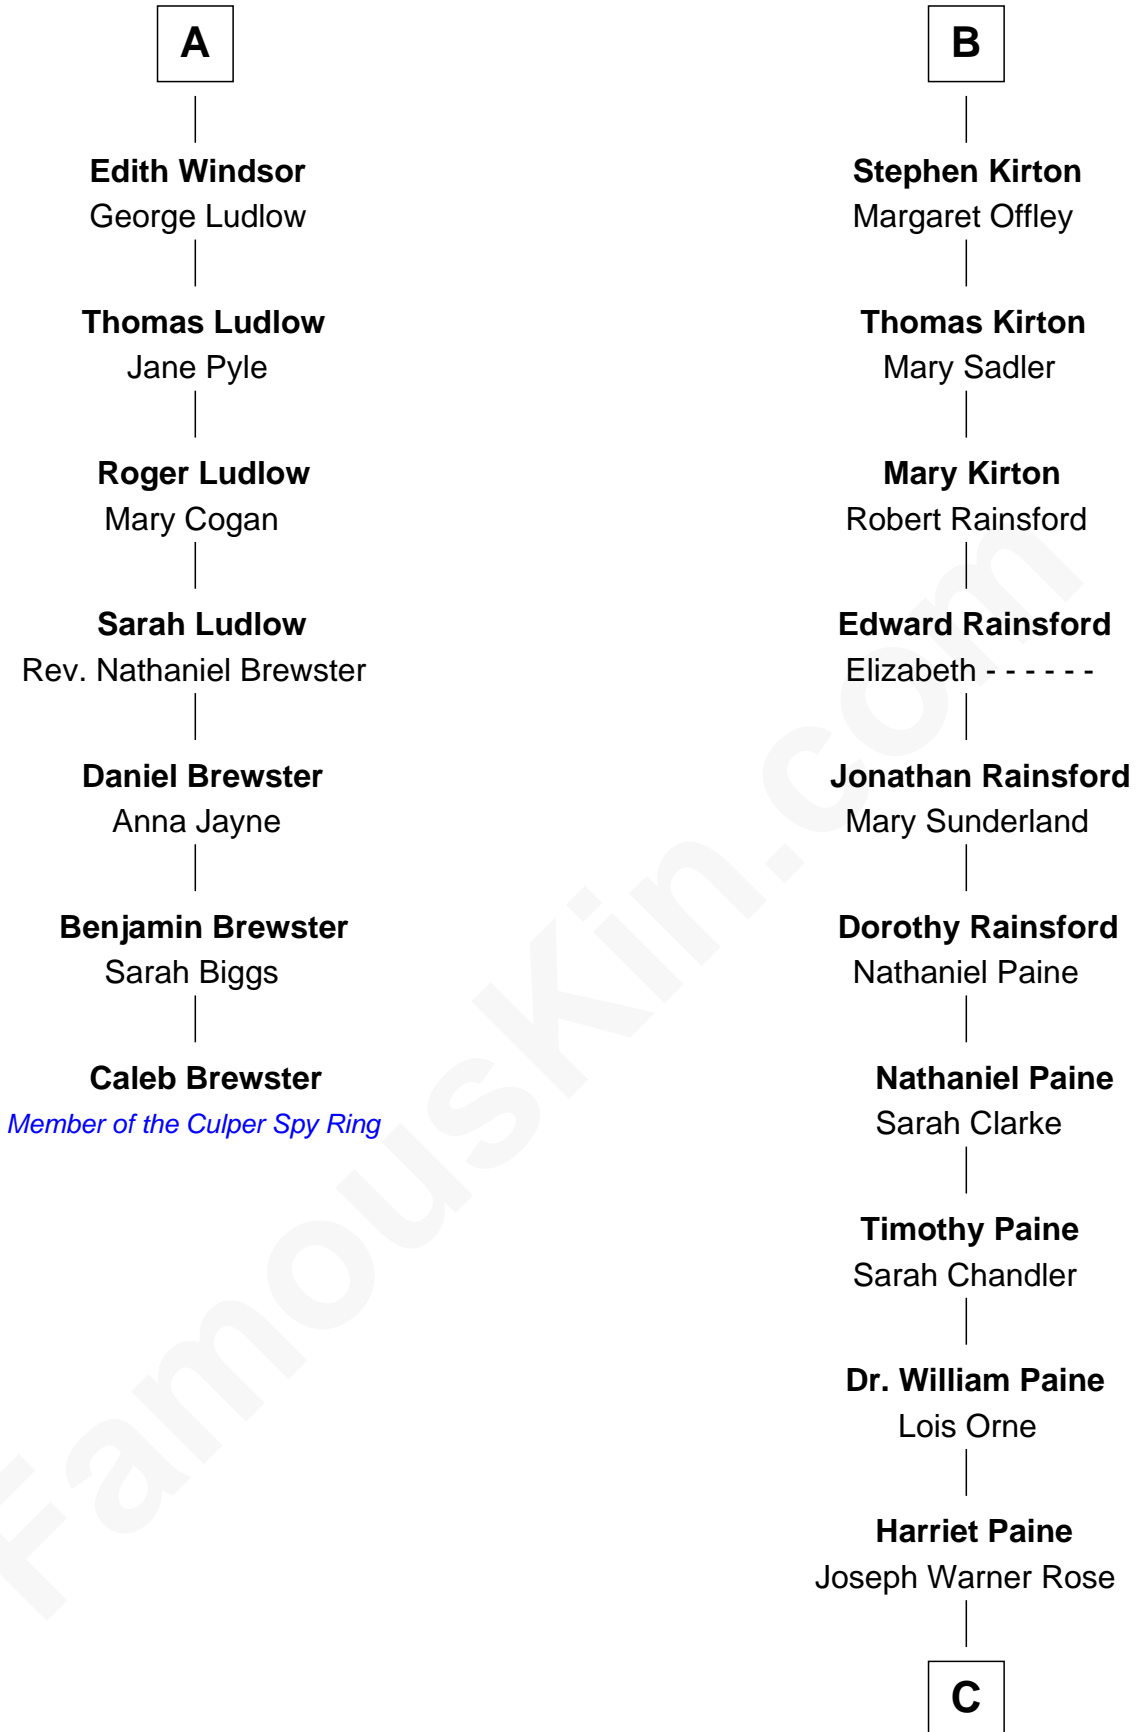 A
Edith Windsor
George Ludlow
Thomas Ludlow
Jane Pyle
Roger Ludlow
Mary Cogan
Sarah Ludlow
Rev. Nathaniel Brewster
Daniel Brewster
Anna Jayne
Benjamin Brewster
Sarah Biggs
Caleb Brewster
Member of the Culper Spy Ring
B
Stephen Kirton
Margaret Offley
Thomas Kirton
Mary Sadler
Mary Kirton
Robert Rainsford
Edward Rainsford
Elizabeth - - - - - -
Jonathan Rainsford
Mary Sunderland
Dorothy Rainsford
Nathaniel Paine
Nathaniel Paine
Sarah Clarke
Timothy Paine
Sarah Chandler
Dr. William Paine
Lois Orne
Harriet Paine
Joseph Warner Rose
C
FamousKin.com